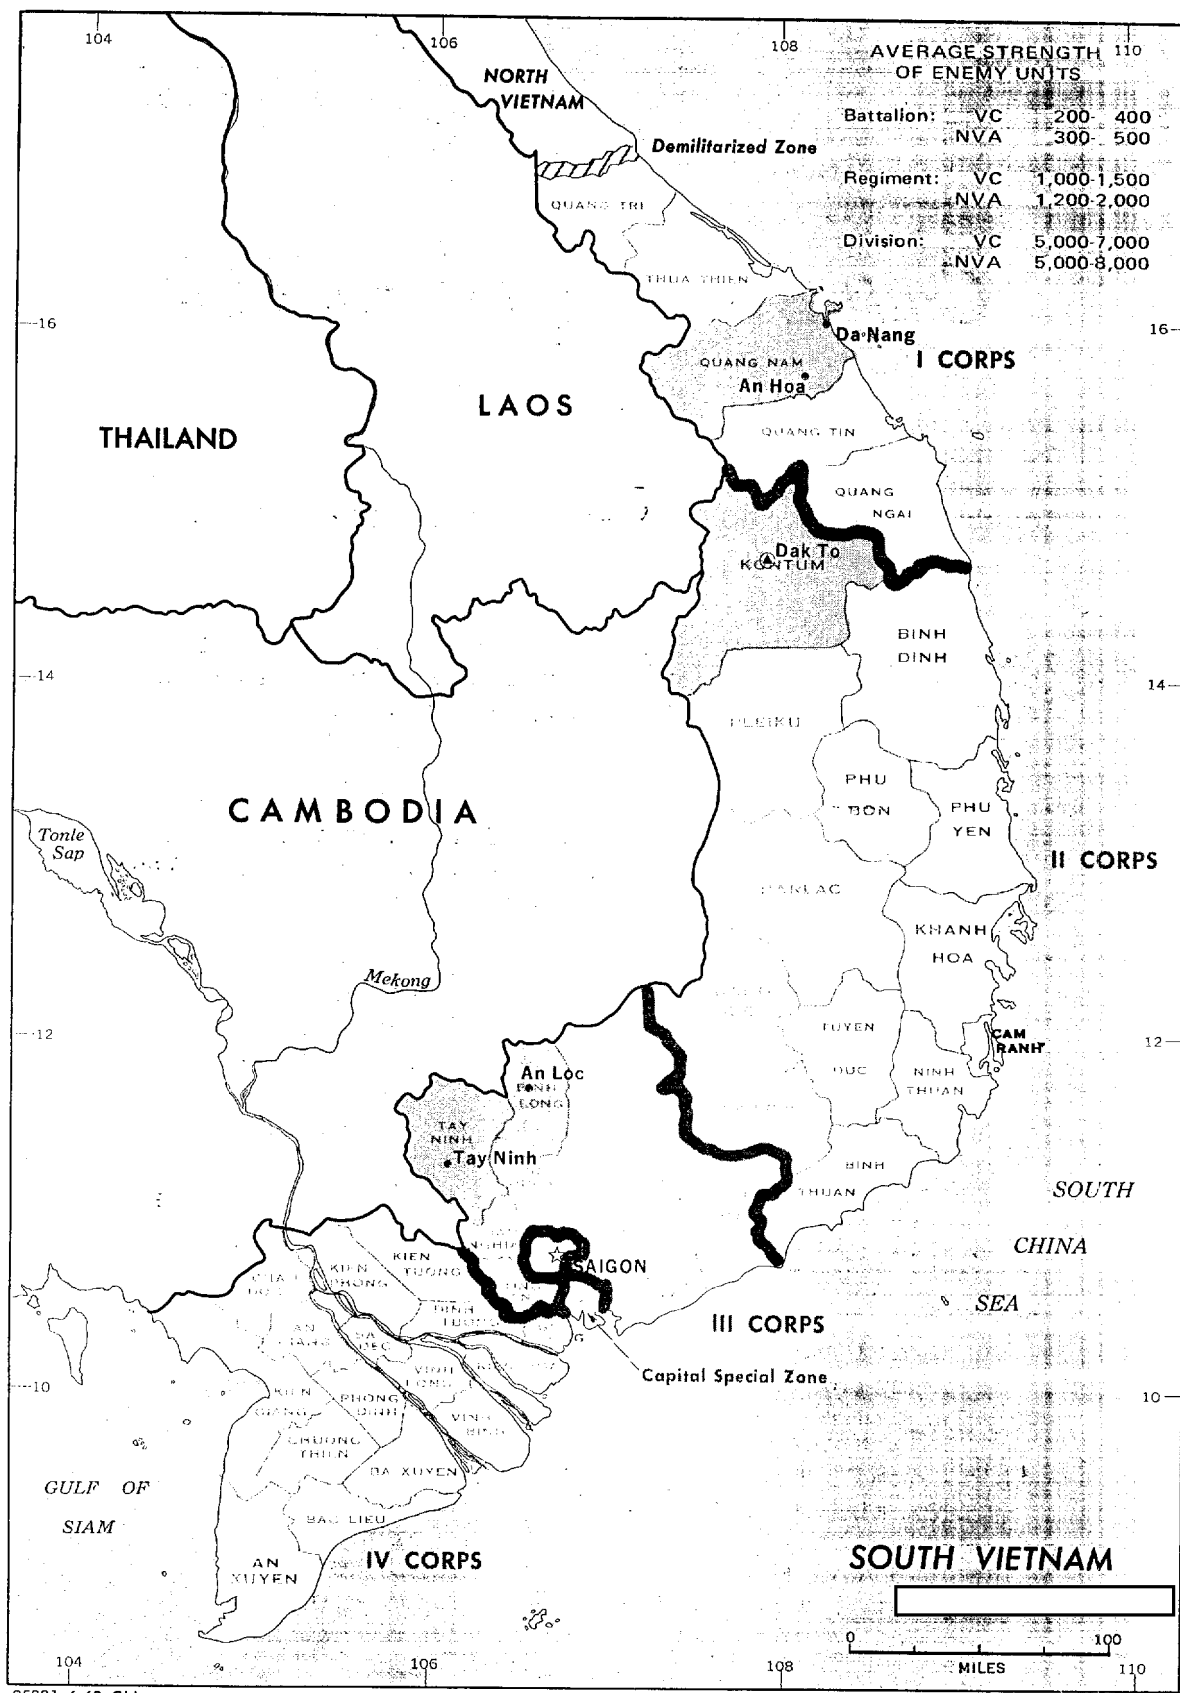 104
106
108
110
AVERAGE STRENGTH
OF ENEMY UNITS
Battalion: VC 200- 400
NVA 300- 500
Regiment: VC 1,000-1,500
NVA 1,200-2,000
Division: VC 5,000-7,000
NVA 5,000-8,000
NORTH
VIETNAM
Demilitarized Zone
QUANG TRI
THUA THIEN
16
16
Da Nang
QUANG NAM
An Hoa
I CORPS
LAOS
THAILAND
QUANG TIN
QUANG
NGAI
Dak To
KONTUM
BINH
DINH
14
14
PLEIKU
PHU
BON
PHU
YEN
CAMBODIA
Tonle
Sap
II CORPS
DARLAC
KHANH
HOA
Mekong
12
12
TUYEN
DUC
CAM
RANH
NINH
THUAN
An Loc
BINH
LONG
TAY
NINH
Tay Ninh
BINH
THUAN
SOUTH
CHINA
SEA
SAIGON
KIEN
TUONG
KIEN
PHONG
DINH
TUONG
AN
GIANG
SA
DEC
III CORPS
Capital Special Zone
VINH
LONG
10
10
KIEN
GIANG
PHONG
DINH
VINH
BINH
CHUONG
THIEN
BA XUYEN
GULF OF
SIAM
BAC LIEU
AN
XUYEN
IV CORPS
SOUTH VIETNAM
0 100
MILES
104
106
108
110